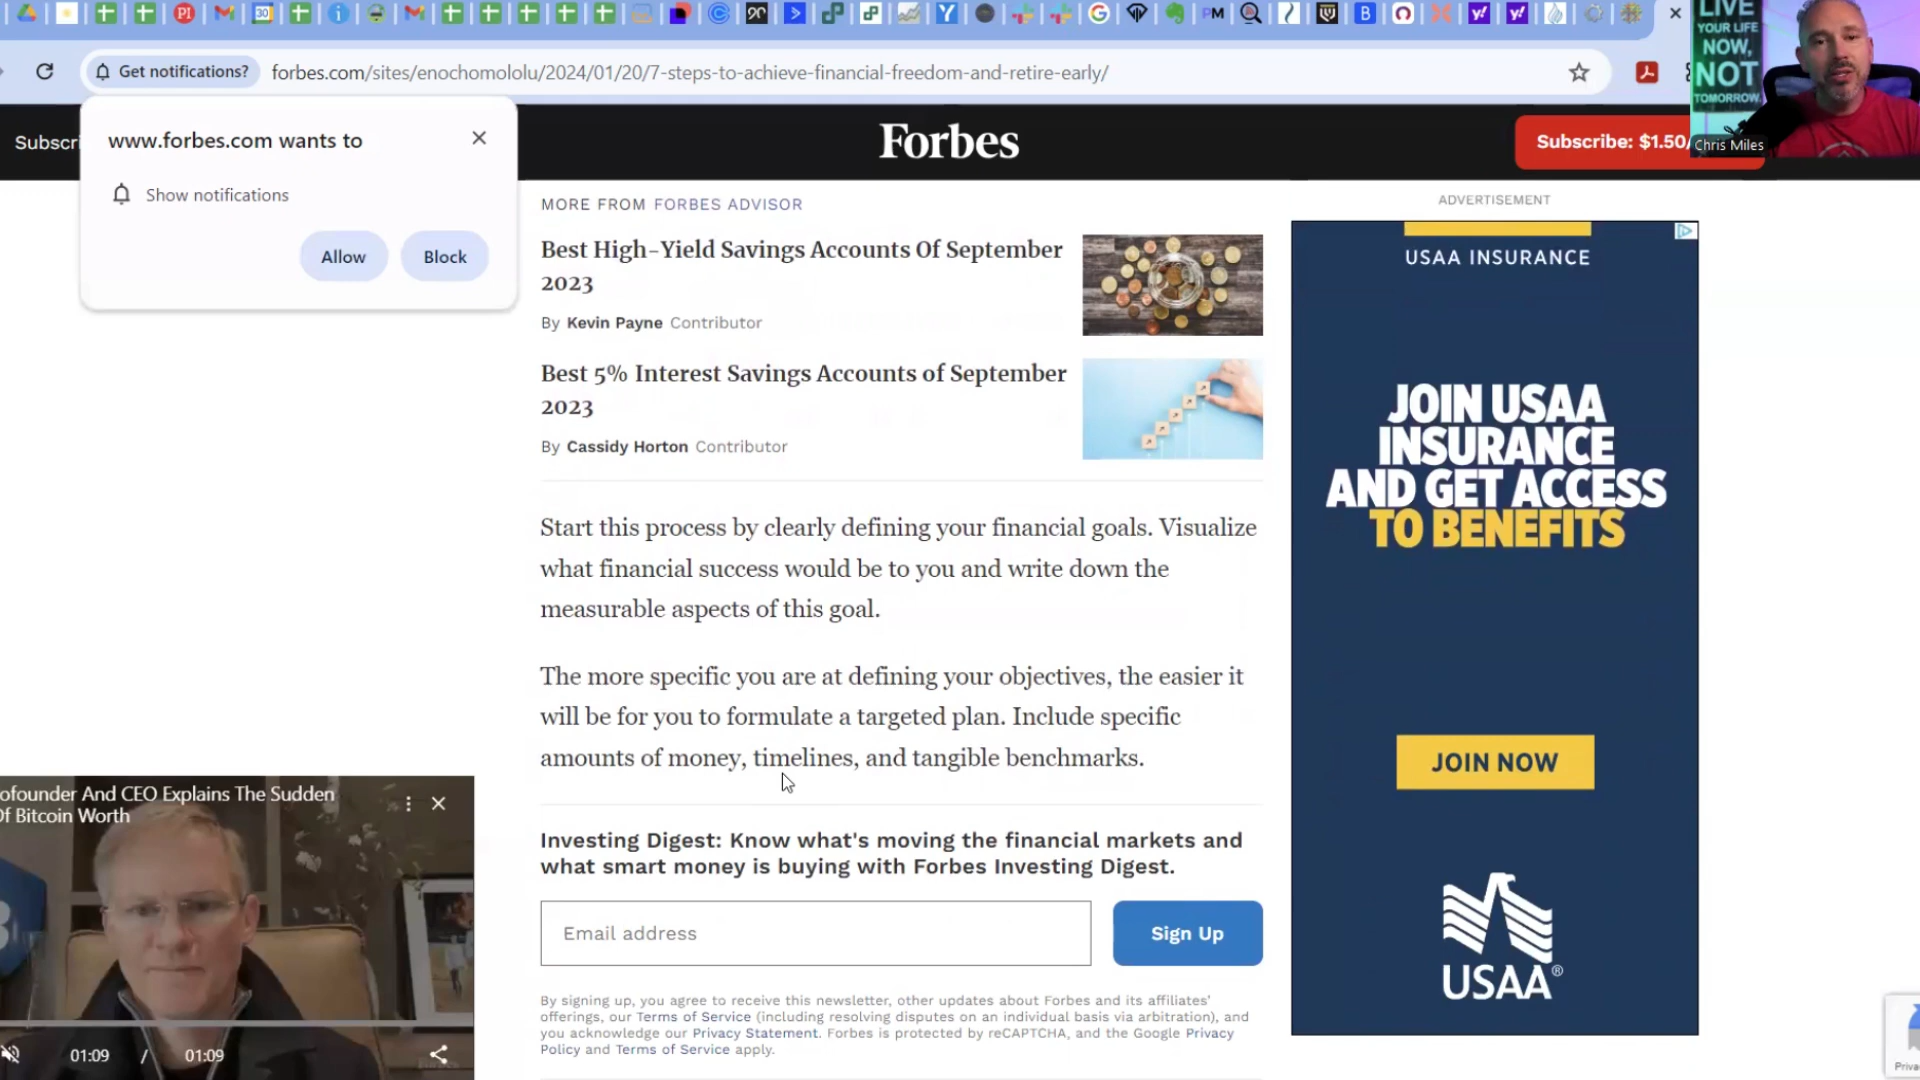 Get notifications?
forbes.com/sites/enochomololu/2024/01/20/7-steps-to-achieve-financial-freedom-and-retire-early/
LIVE
YOUR LIFE
NOW,
NOT
TOMORROW.
Chris Miles
www.forbes.com wants to
Show notifications
Allow
Block
Forbes
Subscribe: $1.50/
MORE FROM FORBES ADVISOR
Best High-Yield Savings Accounts Of September
2023
By Kevin Payne Contributor
Best 5% Interest Savings Accounts of September
2023
By Cassidy Horton Contributor
Start this process by clearly defining your financial goals. Visualize
what financial success would be to you and write down the
measurable aspects of this goal.
The more specific you are at defining your objectives, the easier it
will be for you to formulate a targeted plan. Include specific
amounts of money, timelines, and tangible benchmarks.
Investing Digest: Know what's moving the financial markets and
what smart money is buying with Forbes Investing Digest.
Email address
Sign Up
By signing up, you agree to receive this newsletter, other updates about Forbes and its affiliates'
offerings, our Terms of Service (including resolving disputes on an individual basis via arbitration), and
you acknowledge our Privacy Statement. Forbes is protected by reCAPTCHA, and the Google Privacy
Policy and Terms of Service apply.
ADVERTISEMENT
USAA INSURANCE
JOIN USAA
INSURANCE
AND GET ACCESS
TO BENEFITS
JOIN NOW
USAA®
ofounder And CEO Explains The Sudden
Of Bitcoin Worth
01:09 / 01:09